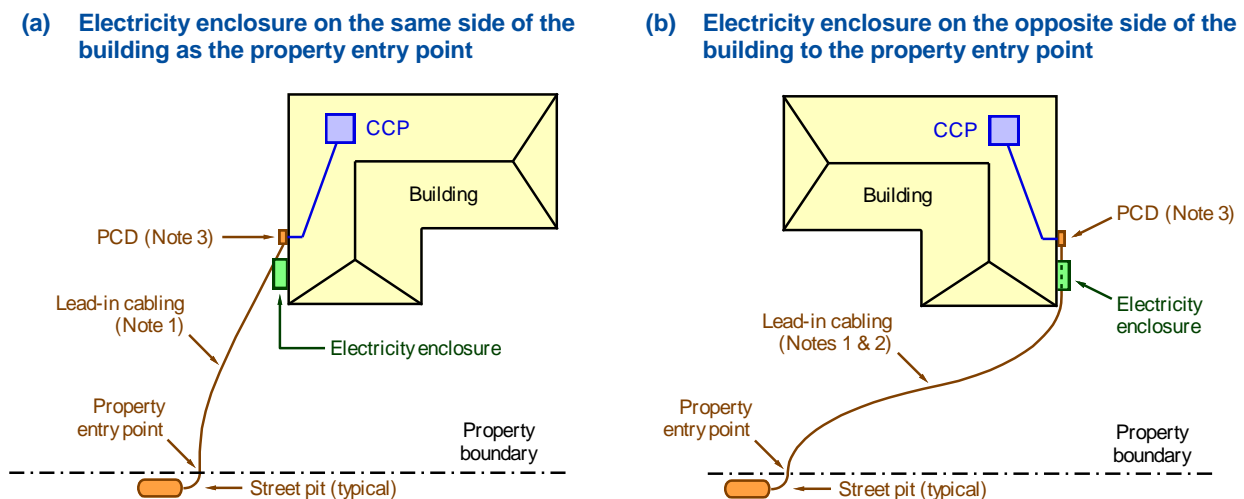 (a) Electricity enclosure on the same side of the
building as the property entry point
CCP
Building
PCD (Note 3)
Lead-in cabling
(Note 1)
Electricity enclosure
Property
entry point
Property
boundary
Street pit (typical)
(b) Electricity enclosure on the opposite side of the
building to the property entry point
CCP
Building
PCD (Note 3)
Electricity
enclosure
Lead-in cabling
(Notes 1 & 2)
Property
entry point
Property
boundary
Street pit (typical)